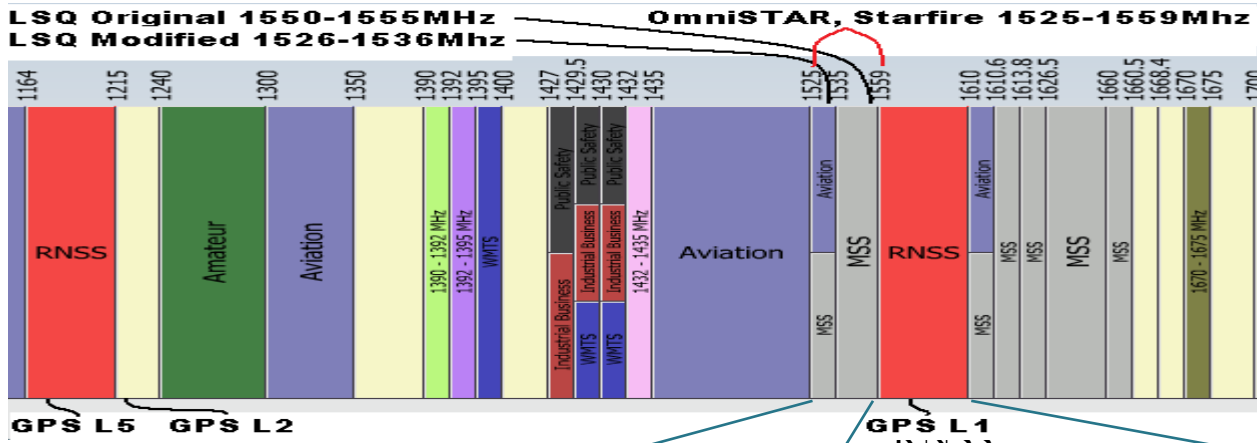 LSQ Original 1550-1555MHz
OmniSTAR, Starfire 1525-1559Mhz
LSQ Modified 1526-1536Mhz
1164
1215
1240
1300
1350
1390
1392
1395
1400
1427
1429.5
1430
1432
1435
1525
1535
1559
1610
1610.6
1613.8
1626.5
1660
1660.5
1668.4
1670
1675
RNSS
Amateur
Aviation
1390 - 1392 MHz
1392 - 1395 MHz
WMTS
Public Safety
Industrial Business
Public Safety
Industrial Business
WMTS
Public Safety
Industrial Business
WMTS
1432 - 1435 MHz
Aviation
Aviation
MSS
MSS
RNSS
Aviation
MSS
MSS
MSS
MSS
MSS
1670 - 1675 MHz
GPS L5
GPS L2
GPS L1